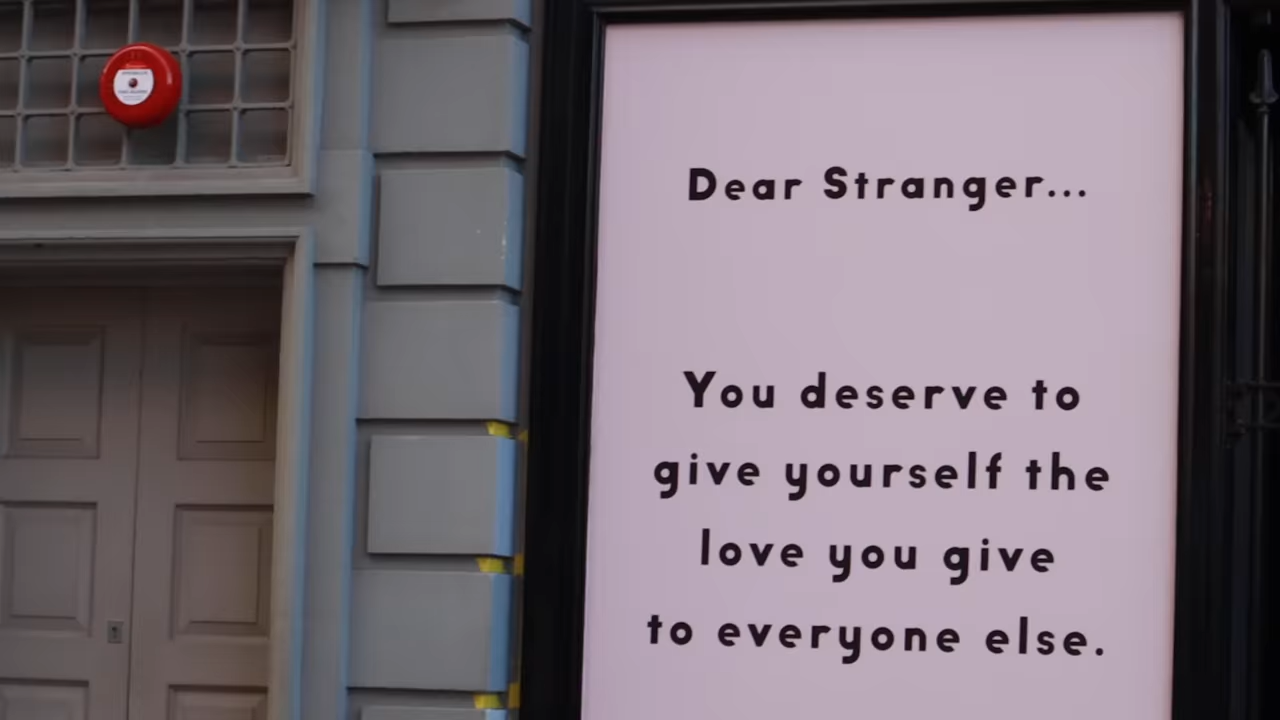 Dear Stranger...
You deserve to
give yourself the
love you give
to everyone else.